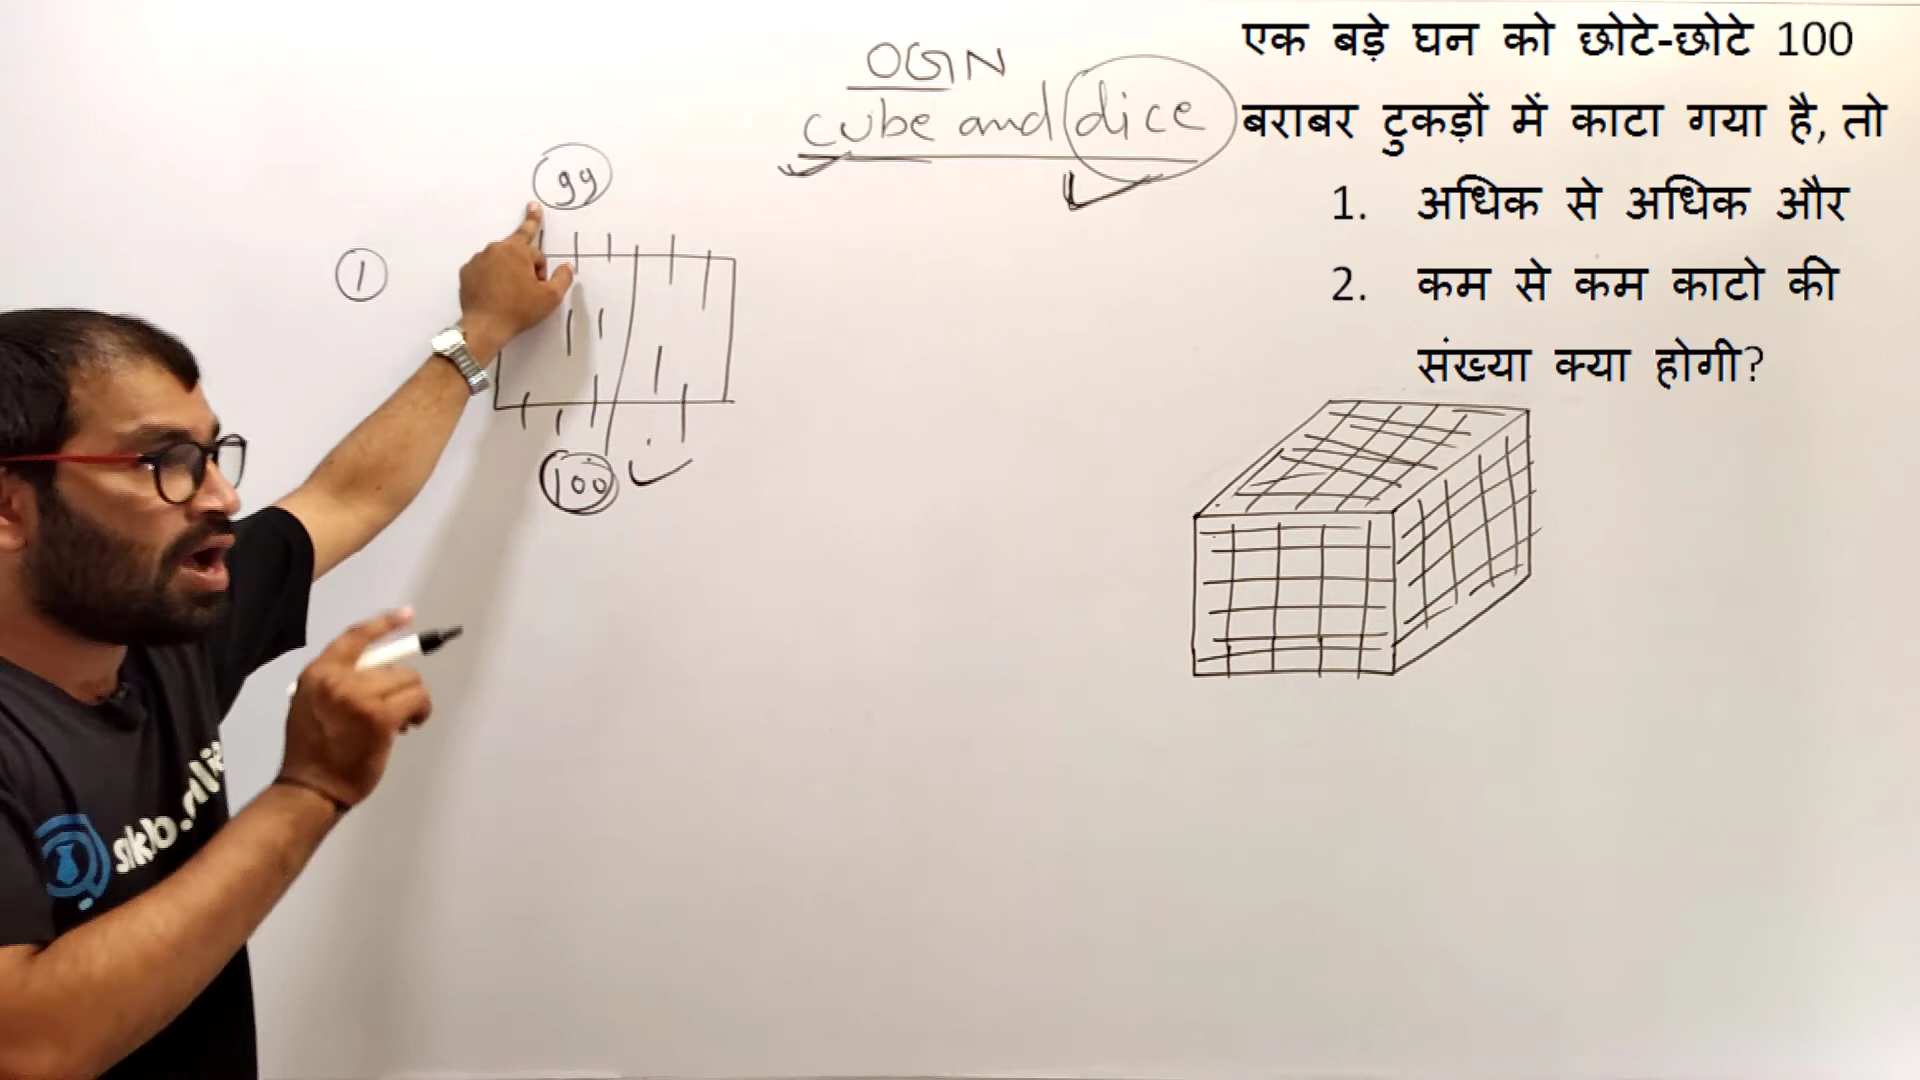 OGN
cube and dice
एक बड़े घन को छोटे-छोटे 100
बराबर टुकड़ों में काटा गया है, तो
1. अधिक से अधिक और
2. कम से कम काटो की
संख्या क्या होगी?
99
1
100